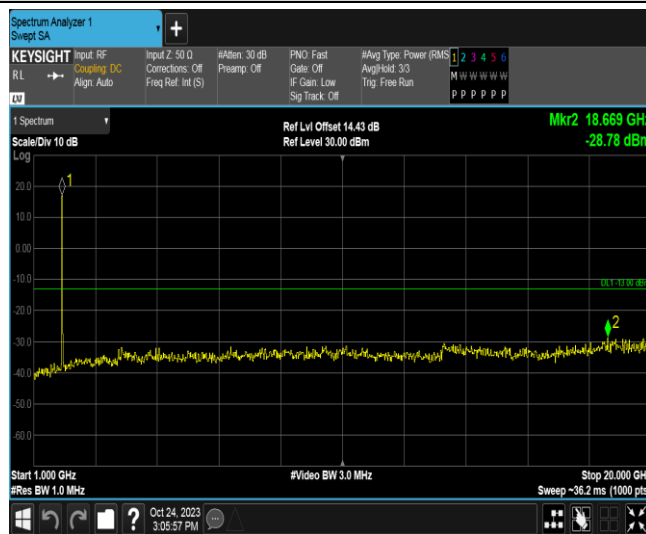 Spectrum Analyzer 1
Swept SA
+
KEYSIGHT Input: RF
RL Coupling: DC
Align: Auto
LXI
Input Z: 50 Ω
Corrections: Off
Freq Ref: Int (S)
#Atten: 30 dB
Preamp: Off
PNO: Fast
Gate: Off
IF Gain: Low
Sig Track: Off
#Avg Type: Power (RMS
Avg|Hold: 3/3
Trig: Free Run
1 2 3 4 5 6
M W W W W W
P P P P P P
1 Spectrum
Scale/Div 10 dB
Log
Ref Lvl Offset 14.43 dB
Ref Level 30.00 dBm
Mkr2 18.669 GHz
-28.78 dBm
1
20.0
10.0
0.00
-10.0
DL1 -13.00 dBm
-20.0
2
-30.0
-40.0
-50.0
-60.0
Start 1.000 GHz
#Res BW 1.0 MHz
#Video BW 3.0 MHz
Stop 20.000 GHz
Sweep ~36.2 ms (1000 pts
?
Oct 24, 2023
3:05:57 PM